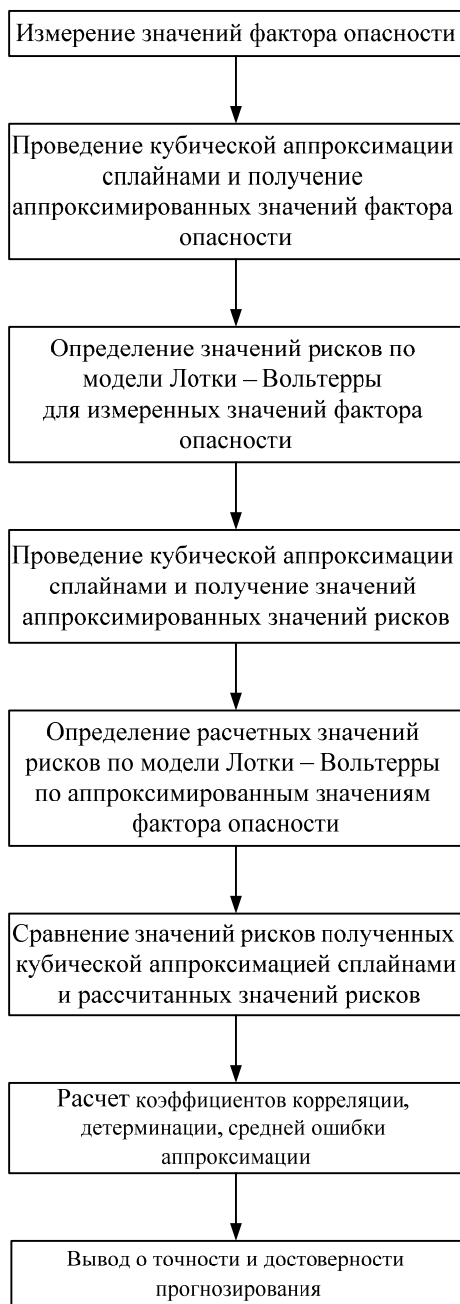 Измерение значений фактора опасности
Проведение кубической аппроксимации
сплайнами и получение
аппроксимированных значений фактора
опасности
Определение значений рисков по
модели Лотки – Вольтерры
для измеренных значений фактора
опасности
Проведение кубической аппроксимации
сплайнами и получение значений
аппроксимированных значений рисков
Определение расчетных значений
рисков по модели Лотки – Вольтерры
по аппроксимированным значениям
фактора опасности
Сравнение значений рисков полученных
кубической аппроксимацией сплайнами
и рассчитанных значений рисков
Расчет коэффициентов корреляции,
детерминации, средней ошибки
аппроксимации
Вывод о точности и достоверности
прогнозирования